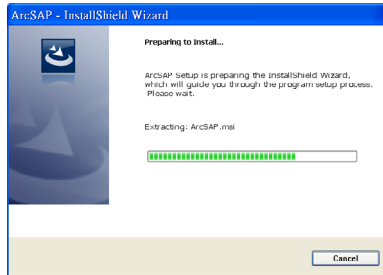 ArcSAP - InstallShield Wizard
Preparing to Install...
ArcSAP Setup is preparing the InstallShield Wizard,
which will guide you through the program setup process.
Please wait.
Extracting: ArcSAP.msi
Cancel